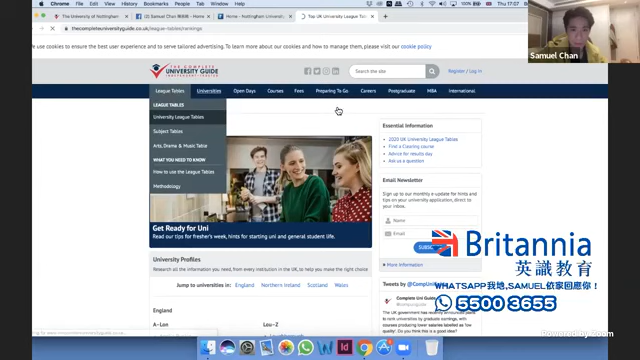 Chrome File Edit View History Bookmarks People Window Help
Thu 17:07
The University of Nottingham
(2) Samuel Chan
Home - Nottingham Universi
Top UK University League Tabl
thecompleteuniversityguide.co.uk/league-tables/rankings
use cookies to ensure the best user experience and to serve tailored advertising. To learn more about our cookies and how to manage them, please visit our cookie policy
Samuel Chan
THE COMPLETE
UNIVERSITY GUIDE
Search the site
Register / Log in
League Tables Universities Open Days Courses Fees Preparing To Go Careers Postgraduate MBA International
LEAGUE TABLES
University League Tables
Subject Tables
Arts, Drama & Music Table
WHAT YOU NEED TO KNOW
How to use the League Tables
Methodology
Get Ready for Uni
Read our tips for fresher's week, hints for starting uni and general student life.
Essential Information
2020 UK University League Tables
Find a Clearing course
Advice for results day
Ask us a question
Email Newsletter
Sign up to our monthly e-update for hints and tips on your university application, direct to your inbox.
Name
Email
SUBSC
More Information
University Profiles
Research all the information you need, from every institution in the UK, to help you make the right choice
Jump to universities in: England Northern Ireland Scotland Wales
England
A-Lon
Lou-Z
Tweets by @CompUni
Complete Uni Guide
Britannia
英識教育
WHATSAPP我地,SAMUEL依家回應你!
5500 3655
Powered by Zoom